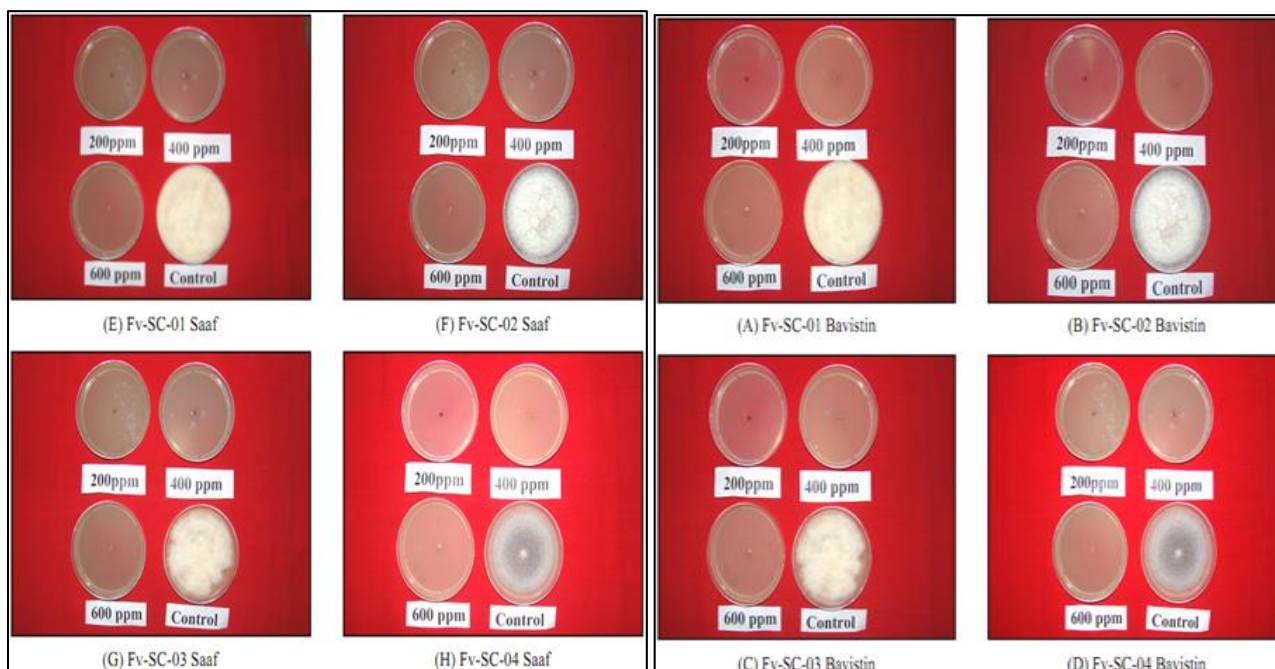 200ppm 400 ppm
600 ppm Control
(E) Fv-SC-01 Saaf
200ppm 400 ppm
600 ppm Control
(F) Fv-SC-02 Saaf
200ppm 400 ppm
600 ppm Control
(G) Fv-SC-03 Saaf
200ppm 400 ppm
600 ppm Control
(H) Fv-SC-04 Saaf
200ppm 400 ppm
600 ppm Control
(A) Fv-SC-01 Bavistin
200ppm 400 ppm
600 ppm Control
(B) Fv-SC-02 Bavistin
200ppm 400 ppm
600 ppm Control
(C) Fv-SC-03 Bavistin
200ppm 400 ppm
600 ppm Control
(D) Fv-SC-04 Bavistin